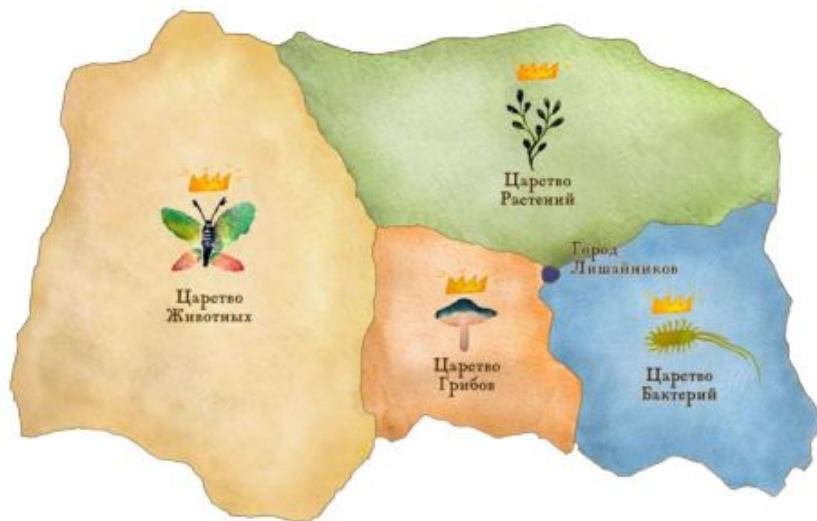 Царство
Растений
Город
Лишайников
Царство
Животных
Царство
Грибов
Царство
Бактерий